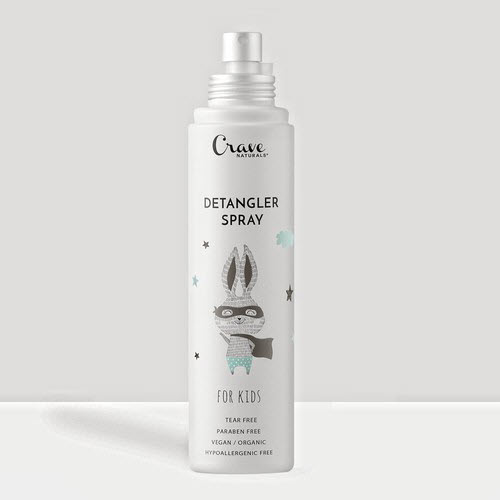 Crave
NATURALS®
DETANGLER
SPRAY
FOR KIDS
TEAR FREE
PARABEN FREE
VEGAN / ORGANIC
HYPOALLERGENIC FREE